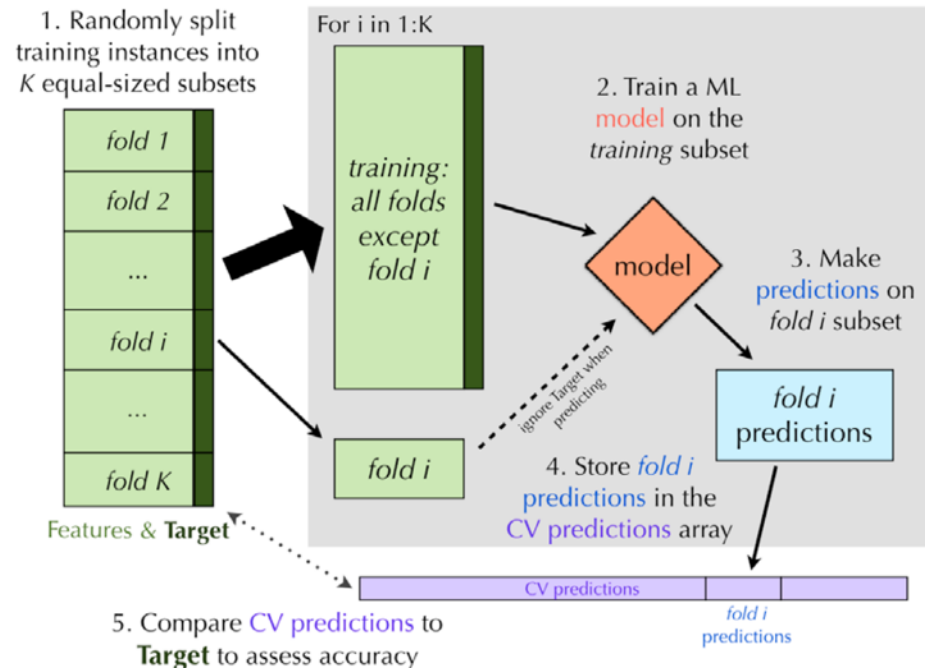 1. Randomly split
training instances into
K equal-sized subsets
fold 1
fold 2
...
fold i
...
fold K
Features & Target
For i in 1:K
training:
all folds
except
fold i
fold i
2. Train a ML
model on the
training subset
model
ignore Target when
predicting
3. Make
predictions on
fold i subset
fold i
predictions
4. Store fold i
predictions in the
CV predictions array
CV predictions
fold i
predictions
5. Compare CV predictions to
Target to assess accuracy